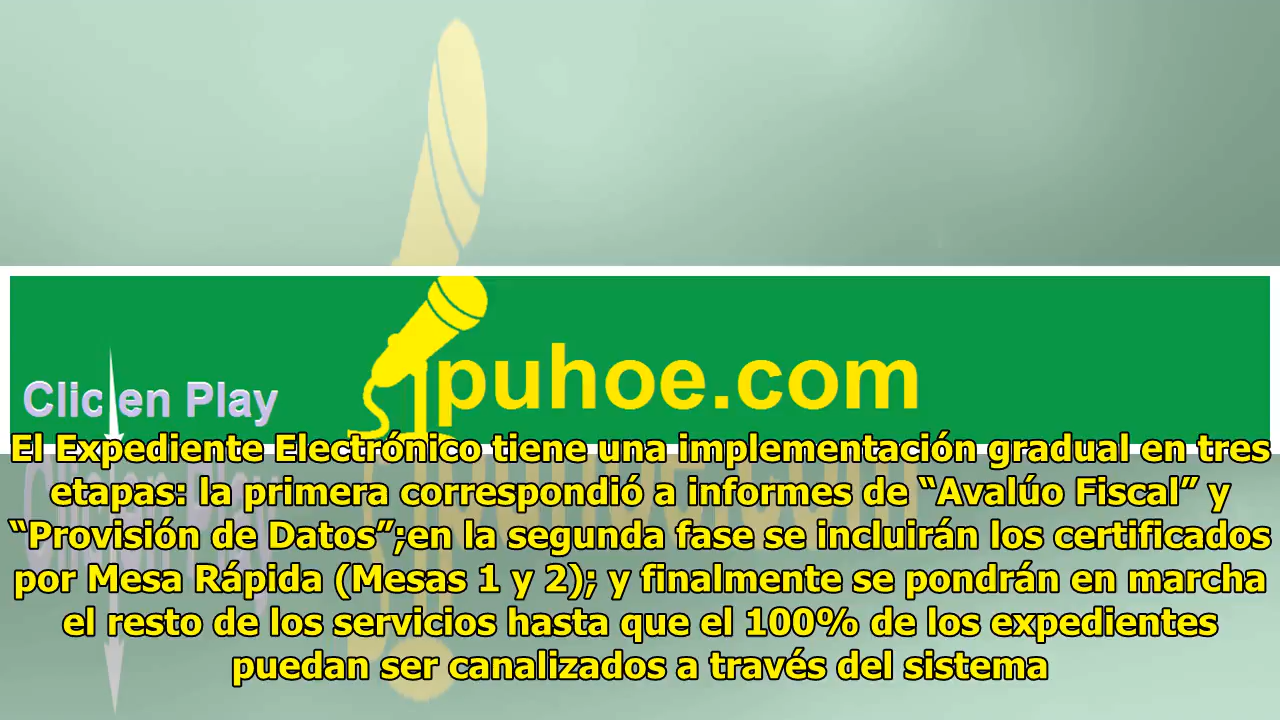 puhoe.com
Clic en Play
El Expediente Electrónico tiene una implementación gradual en tres
etapas: la primera correspondió a informes de “Avalúo Fiscal” y
“Provisión de Datos”;en la segunda fase se incluirán los certificados
por Mesa Rápida (Mesas 1 y 2); y finalmente se pondrán en marcha
el resto de los servicios hasta que el 100% de los expedientes
puedan ser canalizados a través del sistema